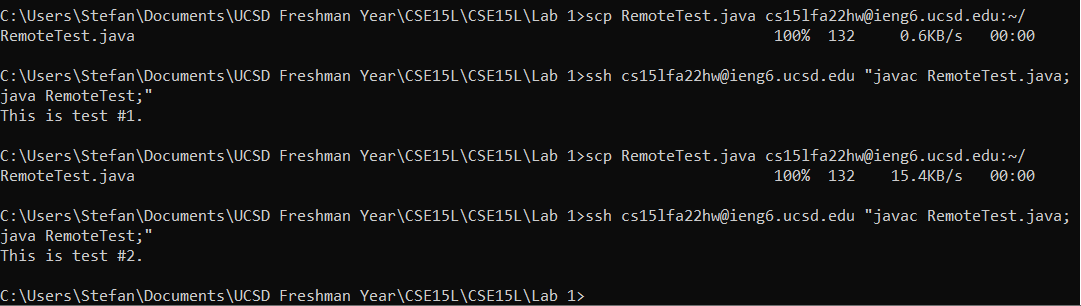 C:\Users\Stefan\Documents\UCSD Freshman Year\CSE15L\CSE15L\Lab 1>scp RemoteTest.java cs15lfa22hw@ieng6.ucsd.edu:~/
RemoteTest.java 100% 132 0.6KB/s 00:00
C:\Users\Stefan\Documents\UCSD Freshman Year\CSE15L\CSE15L\Lab 1>ssh cs15lfa22hw@ieng6.ucsd.edu "javac RemoteTest.java;
java RemoteTest;"
This is test #1.
C:\Users\Stefan\Documents\UCSD Freshman Year\CSE15L\CSE15L\Lab 1>scp RemoteTest.java cs15lfa22hw@ieng6.ucsd.edu:~/
RemoteTest.java 100% 132 15.4KB/s 00:00
C:\Users\Stefan\Documents\UCSD Freshman Year\CSE15L\CSE15L\Lab 1>ssh cs15lfa22hw@ieng6.ucsd.edu "javac RemoteTest.java;
java RemoteTest;"
This is test #2.
C:\Users\Stefan\Documents\UCSD Freshman Year\CSE15L\CSE15L\Lab 1>